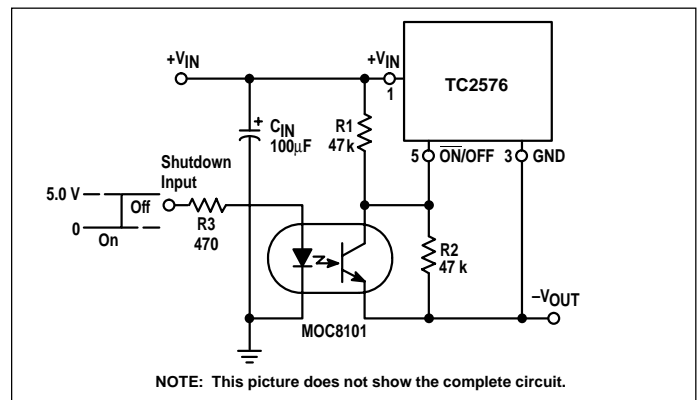 +VIN
+VIN
1
TC2576
CIN
100µF
+
R1
47 k
5
ON/OFF
3
GND
Shutdown
Input
5.0 V
Off
0
On
R3
470
R2
47 k
–VOUT
MOC8101
NOTE: This picture does not show the complete circuit.